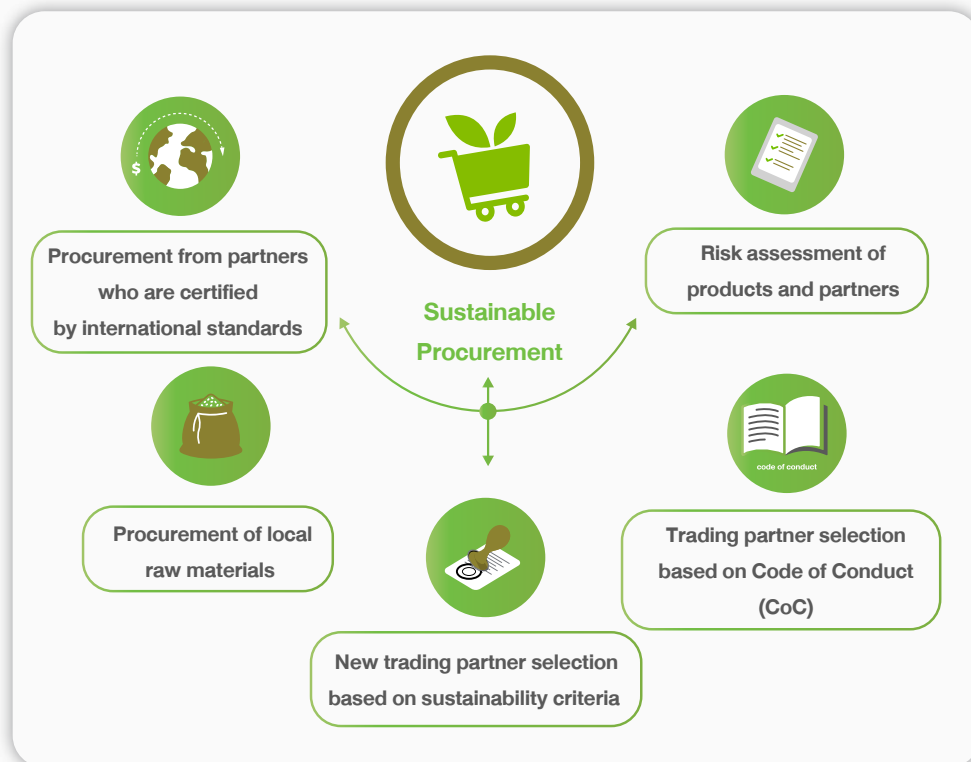 $
Procurement from partners
who are certified
by international standards
Sustainable
Procurement
Risk assessment of
products and partners
Procurement of local
raw materials
code of conduct
Trading partner selection
based on Code of Conduct
(CoC)
New trading partner selection
based on sustainability criteria